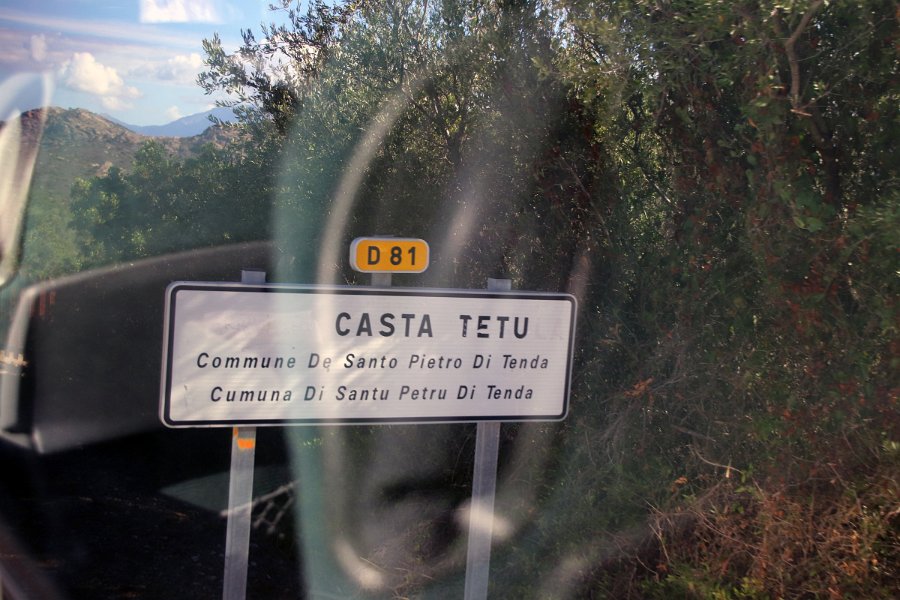 D 81
CASTA TETU
Commune De Santo Pietro Di Tenda
Cumuna Di Santu Petru Di Tenda